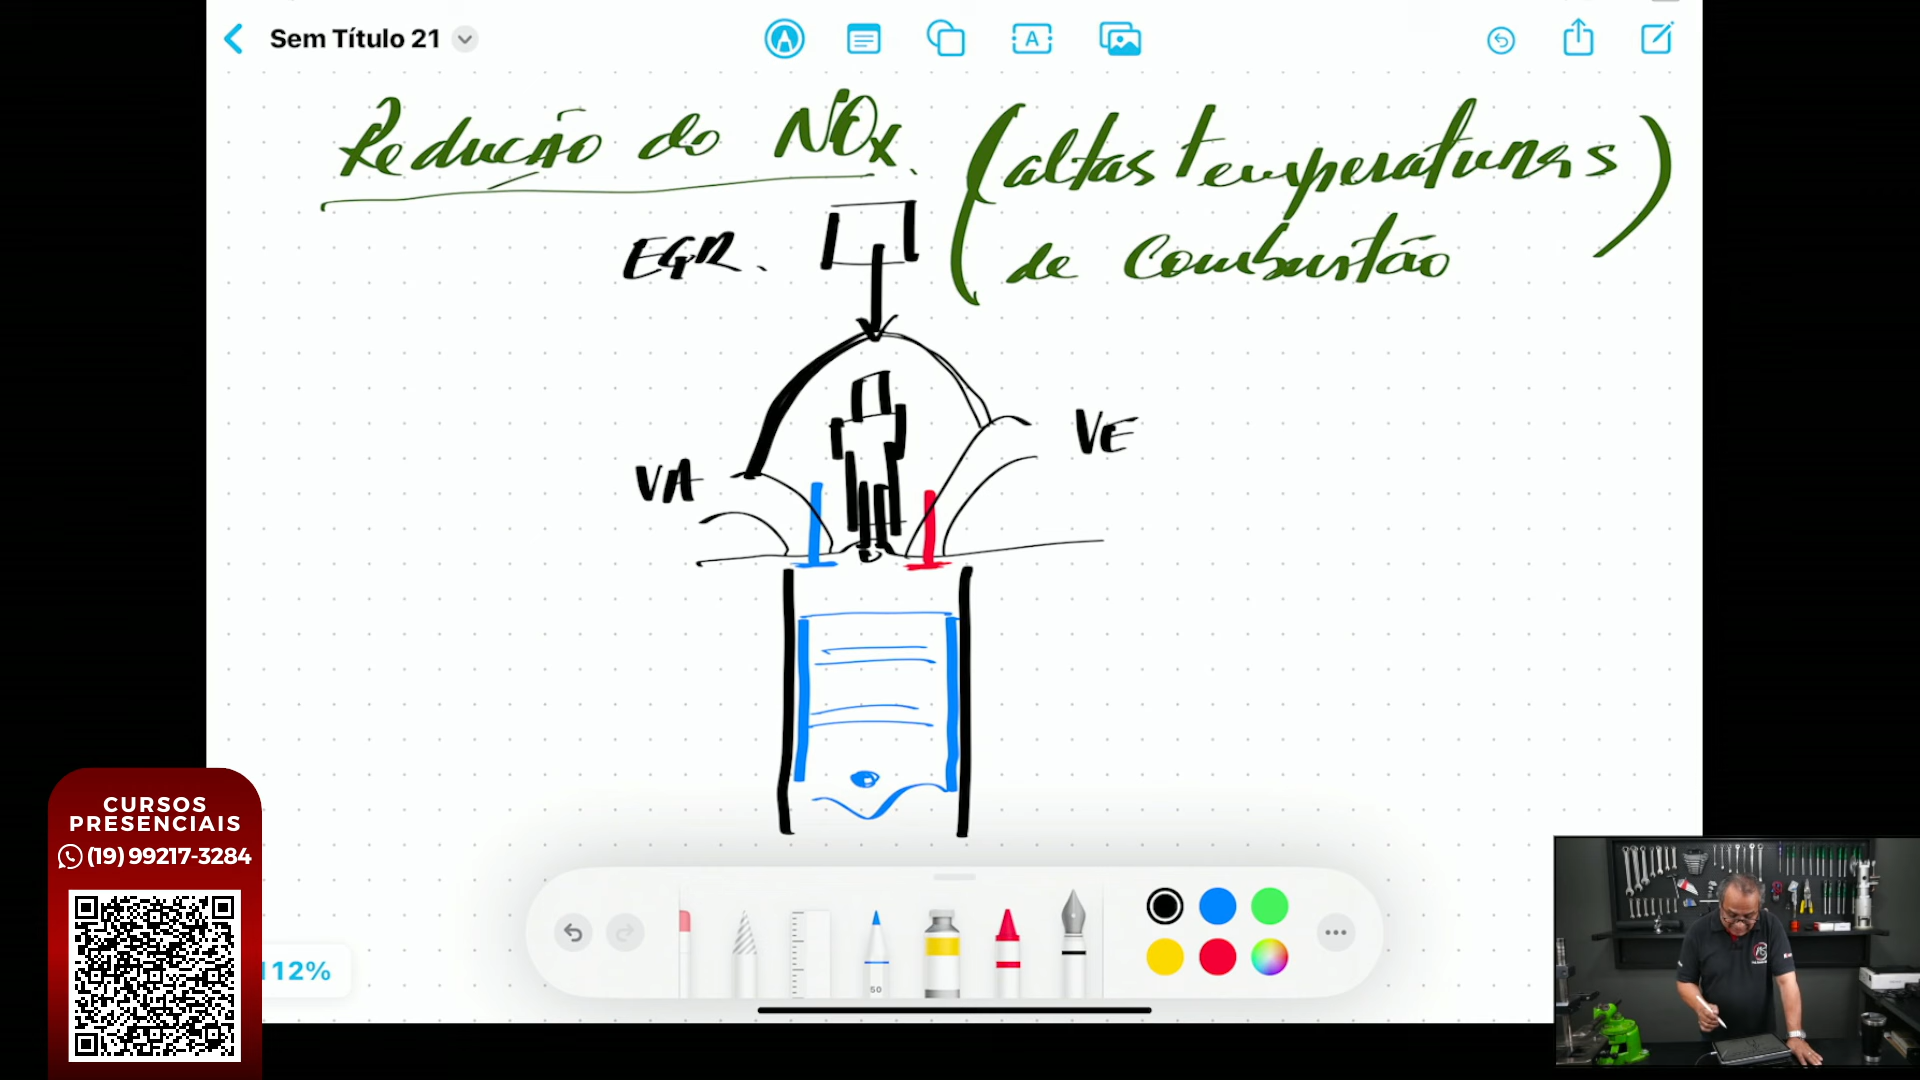 Sem Título 21
Redução do NOx. (altas temperaturas)
de Combustão
EGR.
VE
VA
CURSOS
PRESENCIAIS
(19) 99217-3284
50
112%